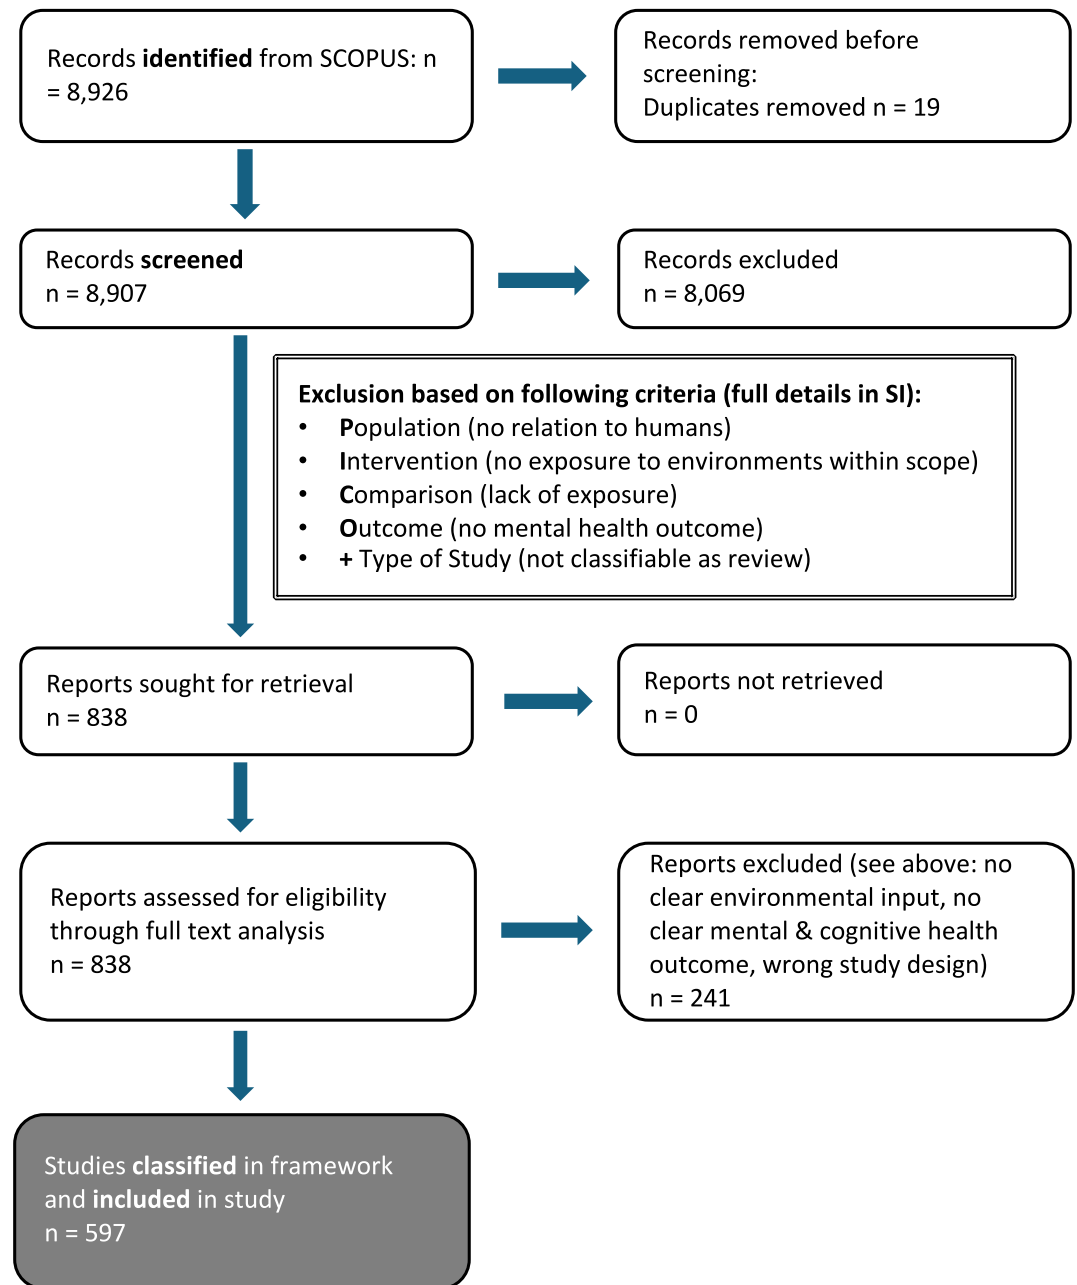 Records identified from SCOPUS: n
= 8,926
Records removed before
screening:
Duplicates removed n = 19
Records screened
n = 8,907
Records excluded
n = 8,069
Exclusion based on following criteria (full details in SI):
• Population (no relation to humans)
• Intervention (no exposure to environments within scope)
• Comparison (lack of exposure)
• Outcome (no mental health outcome)
• + Type of Study (not classifiable as review)
Reports sought for retrieval
n = 838
Reports not retrieved
n = 0
Reports assessed for eligibility
through full text analysis
n = 838
Reports excluded (see above: no
clear environmental input, no
clear mental & cognitive health
outcome, wrong study design)
n = 241
Studies classified in framework
and included in study
n = 597